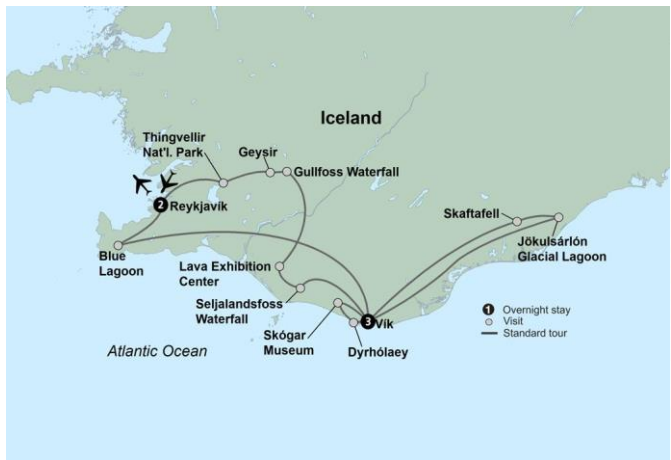 Iceland
Thingvellir
Nat'l. Park
Geysir
Gullfoss Waterfall
2
Reykjavík
Skaftafell
Jökulsárlón
Glacial Lagoon
Blue
Lagoon
Lava Exhibition
Center
Seljalandsfoss
Waterfall
3
Vík
Skógar
Museum
Dyrhólaey
Atlantic Ocean
1 Overnight stay
Visit
Standard tour